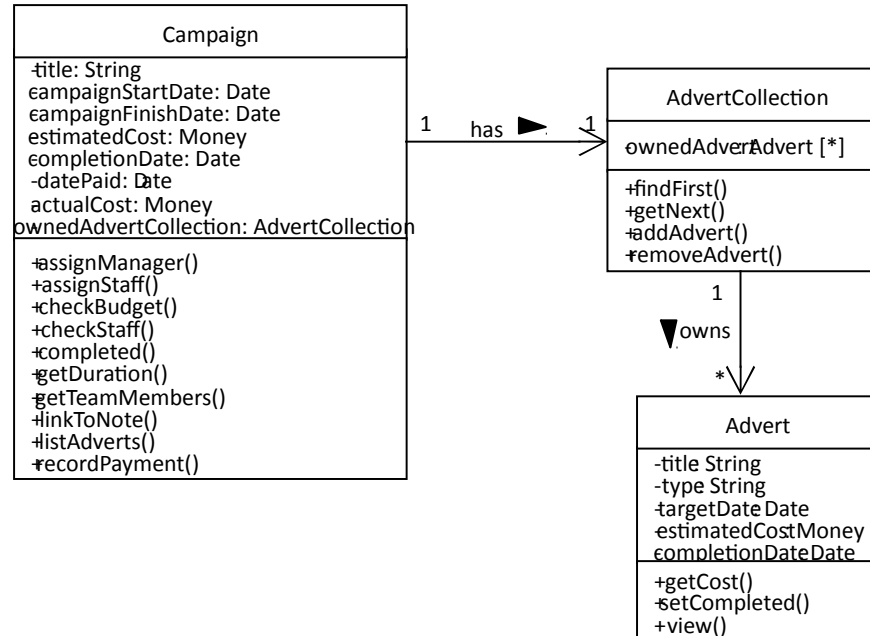 Campaign
-title: String
-campaignStartDate: Date
-campaignFinishDate: Date
-estimatedCost: Money
-completionDate: Date
-datePaid: Date
-actualCost: Money
-ownedAdvertCollection: AdvertCollection
+assignManager()
+assignStaff()
+checkBudget()
+checkStaff()
+completed()
+getDuration()
+getTeamMembers()
+linkToNote()
+listAdverts()
+recordPayment()
1 has 1
AdvertCollection
-ownedAdvert: Advert [*]
+findFirst()
+getNext()
+addAdvert()
+removeAdvert()
1
owns
*
Advert
-title: String
-type: String
-targetDate: Date
-estimatedCost: Money
-completionDate: Date
+getCost()
+setCompleted()
+view()